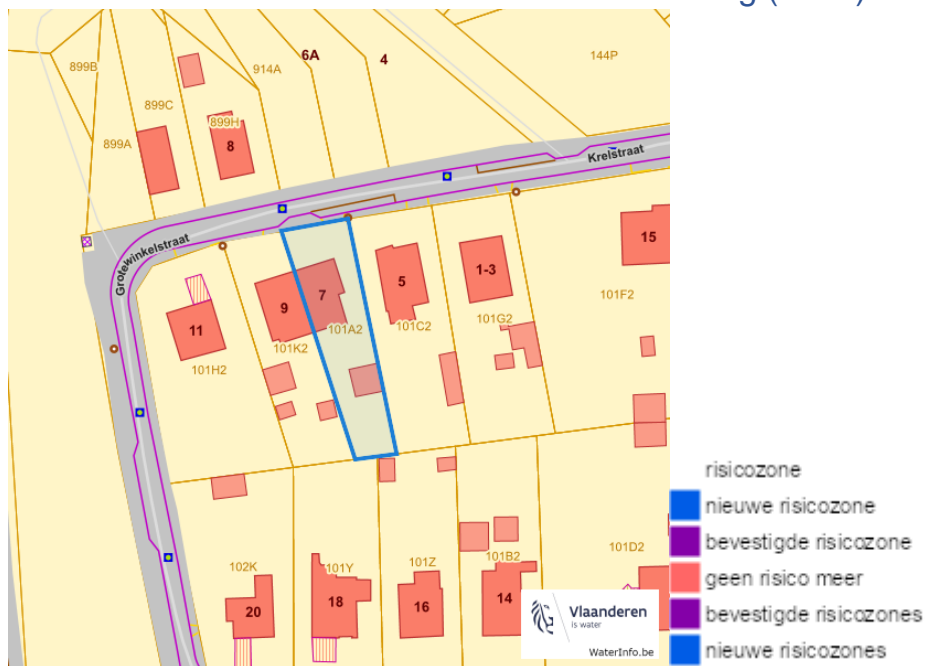 6A
4
144P
914A
899B
899C
899H
8
899A
Krelstraat
Grotewinkelstraat
15
1-3
5
7
9
11
101F2
101G2
101C2
101A2
101K2
101H2
102K
101Y
101Z
101B2
101D2
20
18
16
14
Vlaanderen
is water
WaterInfo.be
risicozone
nieuwe risicozone
bevestigde risicozone
geen risico meer
bevestigde risicozones
nieuwe risicozones